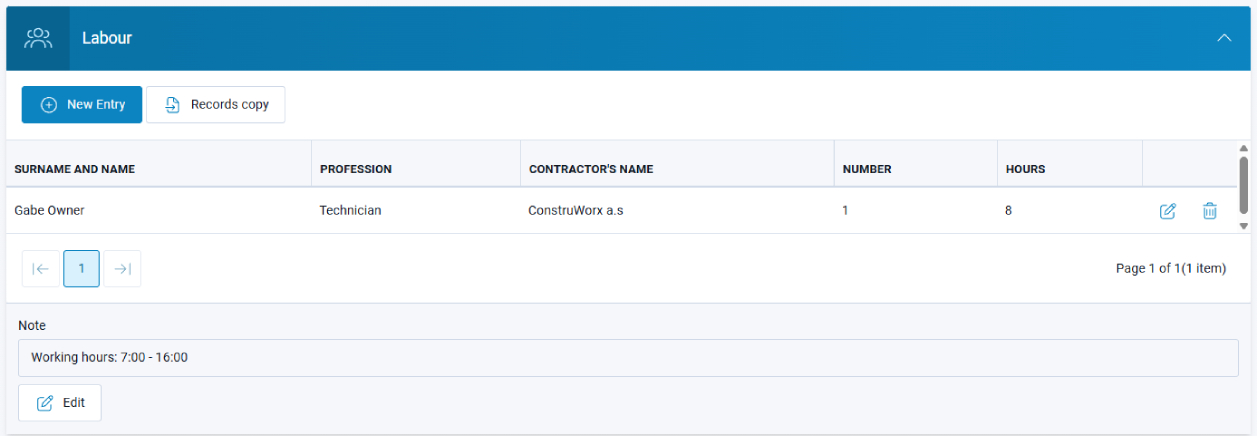 Labour
New Entry Records copy
SURNAME AND NAME PROFESSION CONTRACTOR'S NAME NUMBER HOURS
Gabe Owner Technician ConstruWorx a.s 1 8
1 Page 1 of 1(1 item)
Note
Working hours: 7:00 - 16:00
Edit